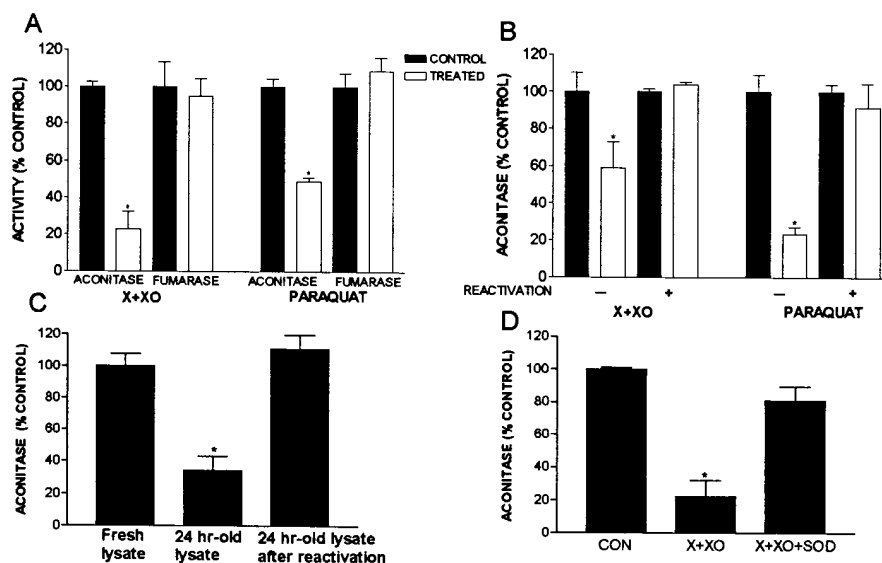 A
120
100
80
60
40
20
0
ACTIVITY (% CONTROL)
*
*
ACONITASE FUMARASE ACONITASE FUMARASE
X+XO PARAQUAT
CONTROL
TREATED
B
120
100
80
60
40
20
0
ACONITASE (% CONTROL)
*
*
REACTIVATION — + — +
X+XO PARAQUAT
C
120
100
80
60
40
20
0
ACONITASE (% CONTROL)
*
Fresh 24 hr-old 24 hr-old lysate
lysate lysate after reactivation
D
120
100
80
60
40
20
0
ACONITASE (% CONTROL)
*
CON X+XO X+XO+SOD